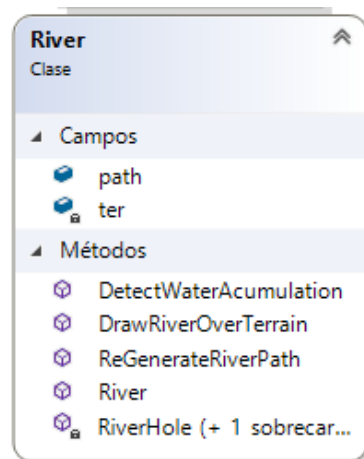 River
Clase
Campos
path
ter
Métodos
DetectWaterAcumulation
DrawRiverOverTerrain
ReGenerateRiverPath
River
RiverHole (+ 1 sobrecar...